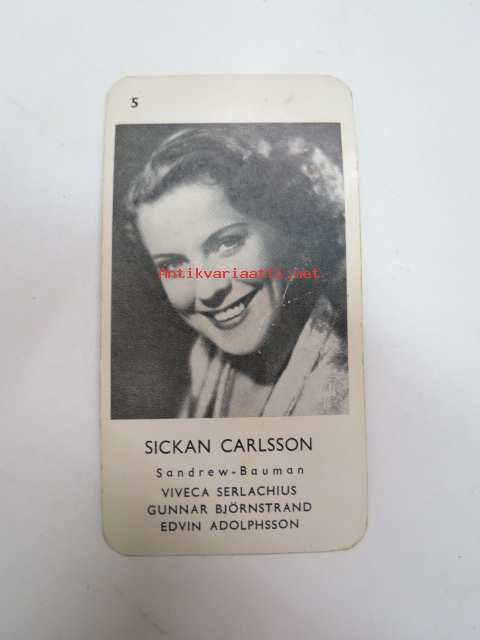 5
Antikvariaatti.net
SICKAN CARLSSON
Sandrew-Bauman
VIVECA SERLACHIUS
GUNNAR BJÖRNSTRAND
EDVIN ADOLPHSSON